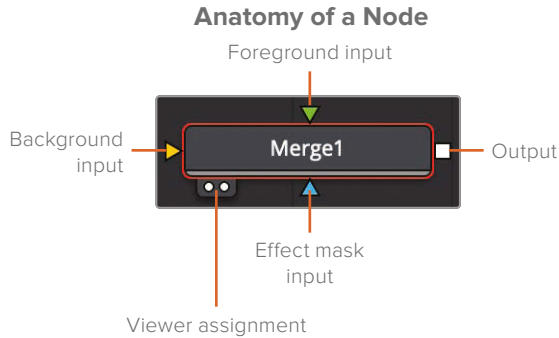 Anatomy of a Node
Foreground input
Background
input
Merge1
Output
Effect mask
input
Viewer assignment